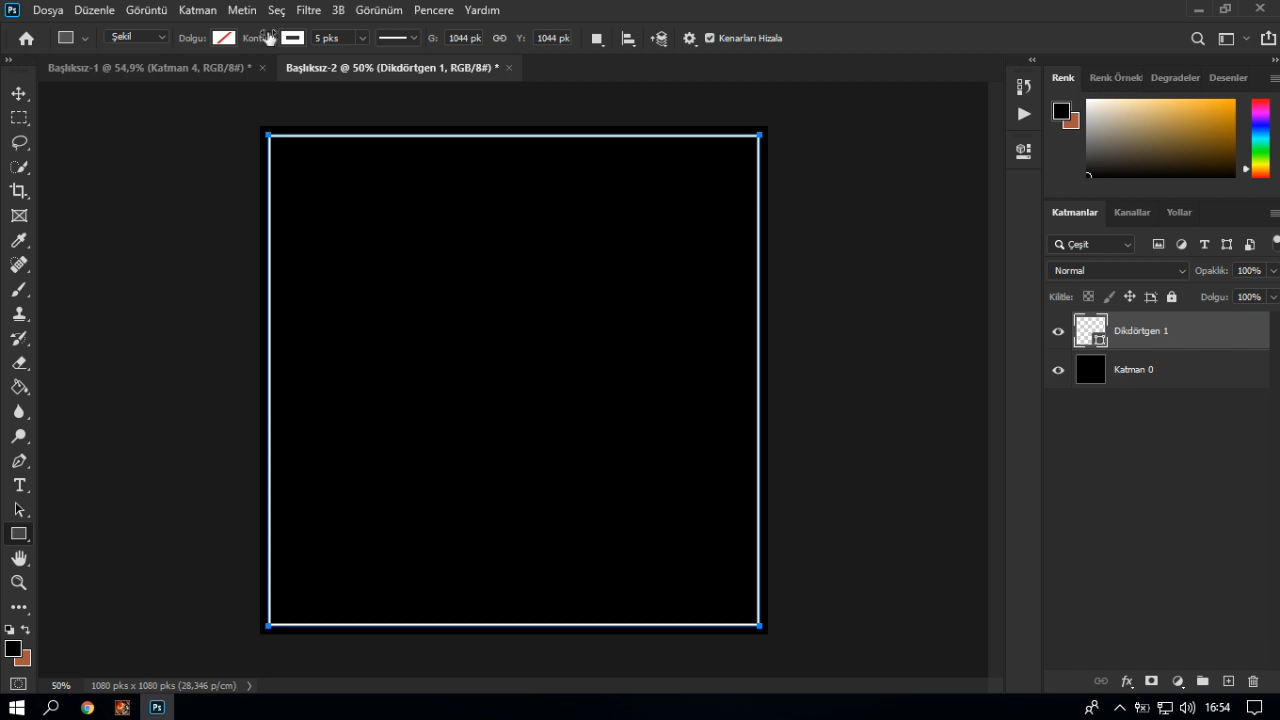 Ps Dosya Düzenle Görüntü Katman Metin Seç Filtre 3B Görünüm Pencere Yardım
Şekil Dolgu: 5 pks G: 1044 pk Y: 1044 pk Kenarları Hizala
Başlıksız-1 @ 54,9% (Katman 4, RGB/8#) * Başlıksız-2 @ 50% (Dikdörtgen 1, RGB/8#) *
Renk Renk Örnekl Degradeler Desenler
Katmanlar Kanallar Yollar
Çeşit
Normal Opaklık: 100%
Kilitle: Dolgu: 100%
Dikdörtgen 1
Katman 0
50% 1080 pks x 1080 pks (28,346 p/cm)
Ps 16:54